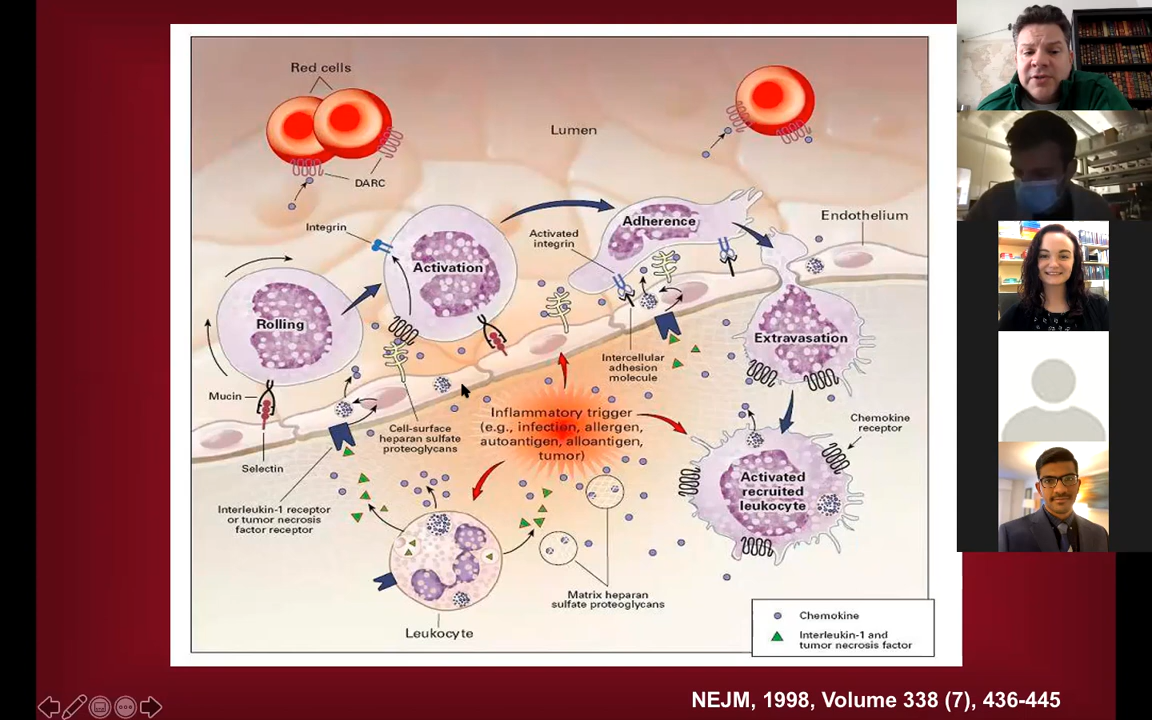 Red cells
Lumen
DARC
Integrin
Activated
integrin
Adherence
Endothelium
Activation
Rolling
Extravasation
Intercellular
adhesion
molecule
Mucin
Inflammatory trigger
(e.g., infection, allergen,
autoantigen, alloantigen,
tumor)
Cell-surface
heparan sulfate
proteoglycans
Chemokine
receptor
Selectin
Activated
recruited
leukocyte
Interleukin-1 receptor
or tumor necrosis
factor receptor
Matrix heparan
sulfate proteoglycans
Leukocyte
Chemokine
Interleukin-1 and
tumor necrosis factor
NEJM, 1998, Volume 338 (7), 436-445